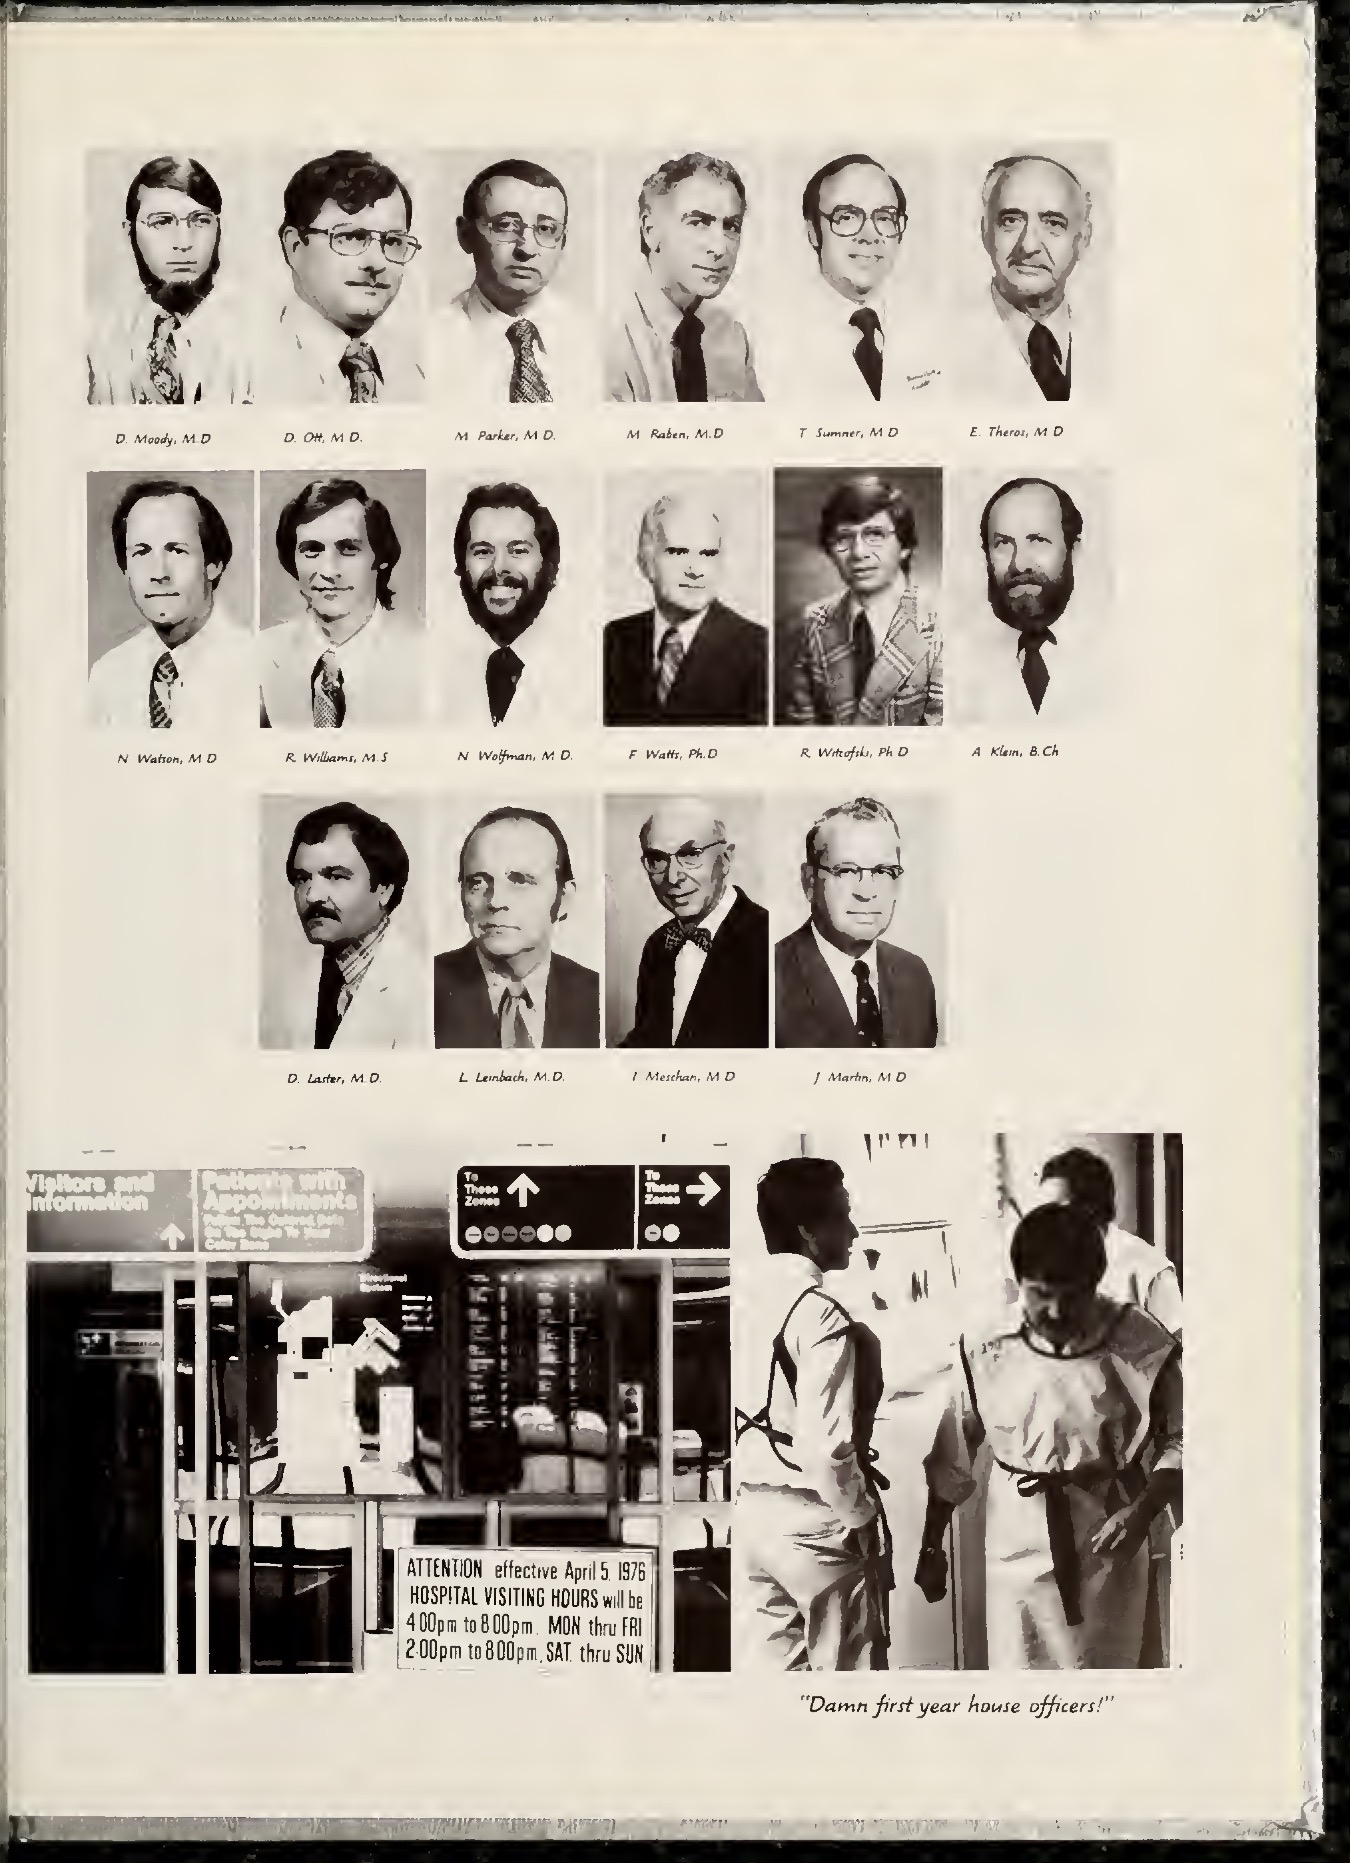 D. Moody, M.D
D. Ott, M.D.
M. Parker, M.D.
M. Raben, M.D
T. Sumner, M.D
E. Theros, M.D
N. Watson, M.D
R. Williams, M.S
N. Wolfman, M.D.
F. Watts, Ph.D
R. Witcofski, Ph.D
A. Klein, B.Ch
D. Laster, M.D.
L. Leinbach, M.D.
I. Meschan, M.D
J. Martin, M.D
Visitors and
Information
Patients with
Appointments
To
These
Zones
To
These
Zones
Directional
System
ATTENTION effective April 5, 1976
HOSPITAL VISITING HOURS will be
4:00pm to 8:00pm, MON thru FRI
2:00pm to 8:00pm, SAT. thru SUN
"Damn first year house officers!"